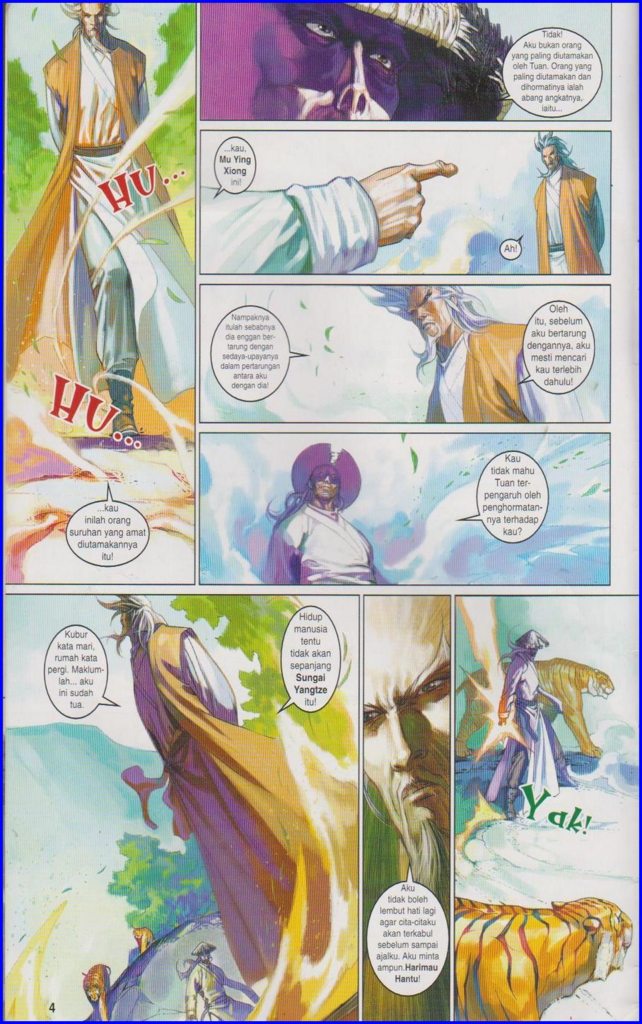 HU...
HU...
...kau
inilah orang
suruhan yang amat
diutamakannya
itu!
Tidak!
Aku bukan orang
yang paling diutamakan
oleh Tuan. Orang yang
paling diutamakan dan
dihormatinya ialah
abang angkatnya,
iaitu...
...kau,
Mu Ying
Xiong
ini!
Ah!
Nampaknya
itulah sebabnya
dia enggan ber-
tarung dengan
sedaya-upayanya
dalam pertarungan
antara aku
dengan dia!
Oleh
itu, sebelum
aku bertarung
dengannya, aku
mesti mencari
kau terlebih
dahulu!
Kau
tidak mahu
Tuan ter-
pengaruh oleh
penghormatan-
nya terhadap
kau?
Kubur
kata mari,
rumah kata
pergi. Maklum-
lah... aku
ini sudah
tua.
Hidup
manusia
tentu
tidak akan
sepanjang
Sungai
Yangtze
itu!
Aku
tidak boleh
lembut hati lagi
agar cita-citaku
akan terkabul
sebelum sampai
ajalku. Aku minta
ampun.Harimau
Hantu!
Yak!
4